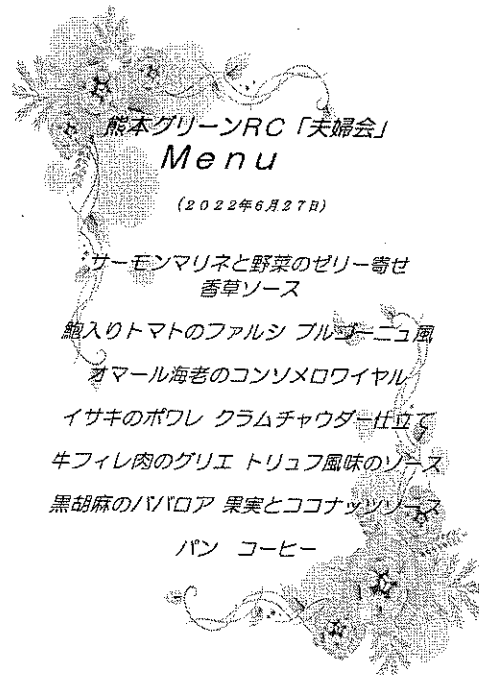 熊本グリーンRC「夫婦会」
Menu
(2022年6月27日)
サーモンマリネと野菜のゼリー寄せ
香草ソース
鮑入りトマトのファルシ ブルゴーニュ風
オマール海老のコンソメロワイヤル
イサキのポワレ クラムチャウダー仕立て
牛フィレ肉のグリエ トリュフ風味のソース
黒胡麻のババロア 果実とココナッツソース
パン コーヒー